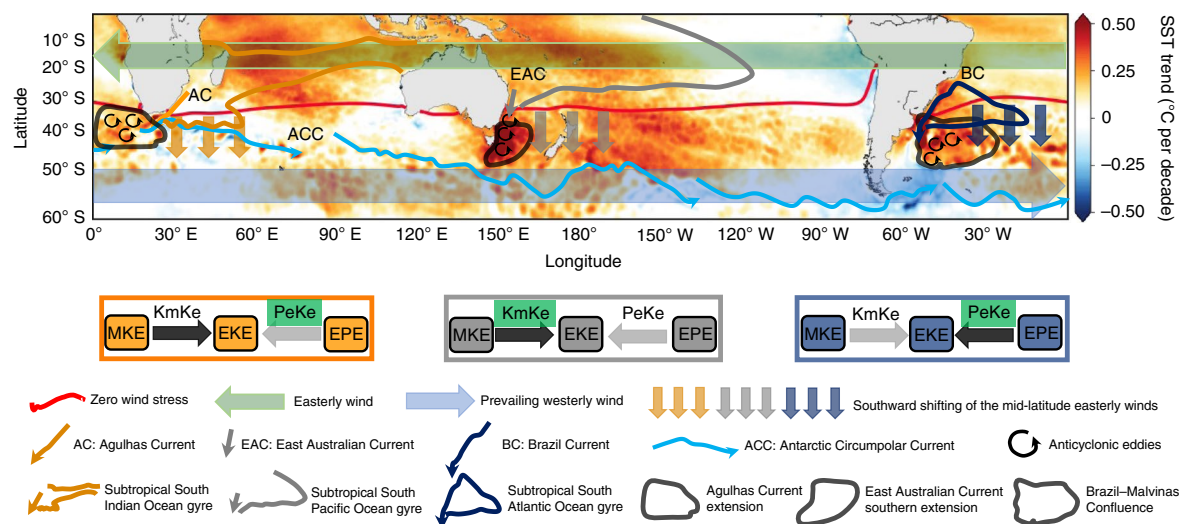 10° S
20° S
30° S
40° S
50° S
60° S
Latitude
AC
ACC
EAC
BC
0°
30° E
60° E
90° E
120° E
150° E
180°
150° W
120° W
90° W
60° W
30° W
Longitude
0.50
0.25
0
−0.25
−0.50
SST trend (°C per decade)
MKE KmKe EKE PeKe EPE
MKE KmKe EKE PeKe EPE
MKE KmKe EKE PeKe EPE
Zero wind stress
Easterly wind
Prevailing westerly wind
Southward shifting of the mid-latitude easterly winds
AC: Agulhas Current
EAC: East Australian Current
BC: Brazil Current
ACC: Antarctic Circumpolar Current
Anticyclonic eddies
Subtropical South
Indian Ocean gyre
Subtropical South
Pacific Ocean gyre
Subtropical South
Atlantic Ocean gyre
Agulhas Current
extension
East Australian Current
southern extension
Brazil–Malvinas
Confluence